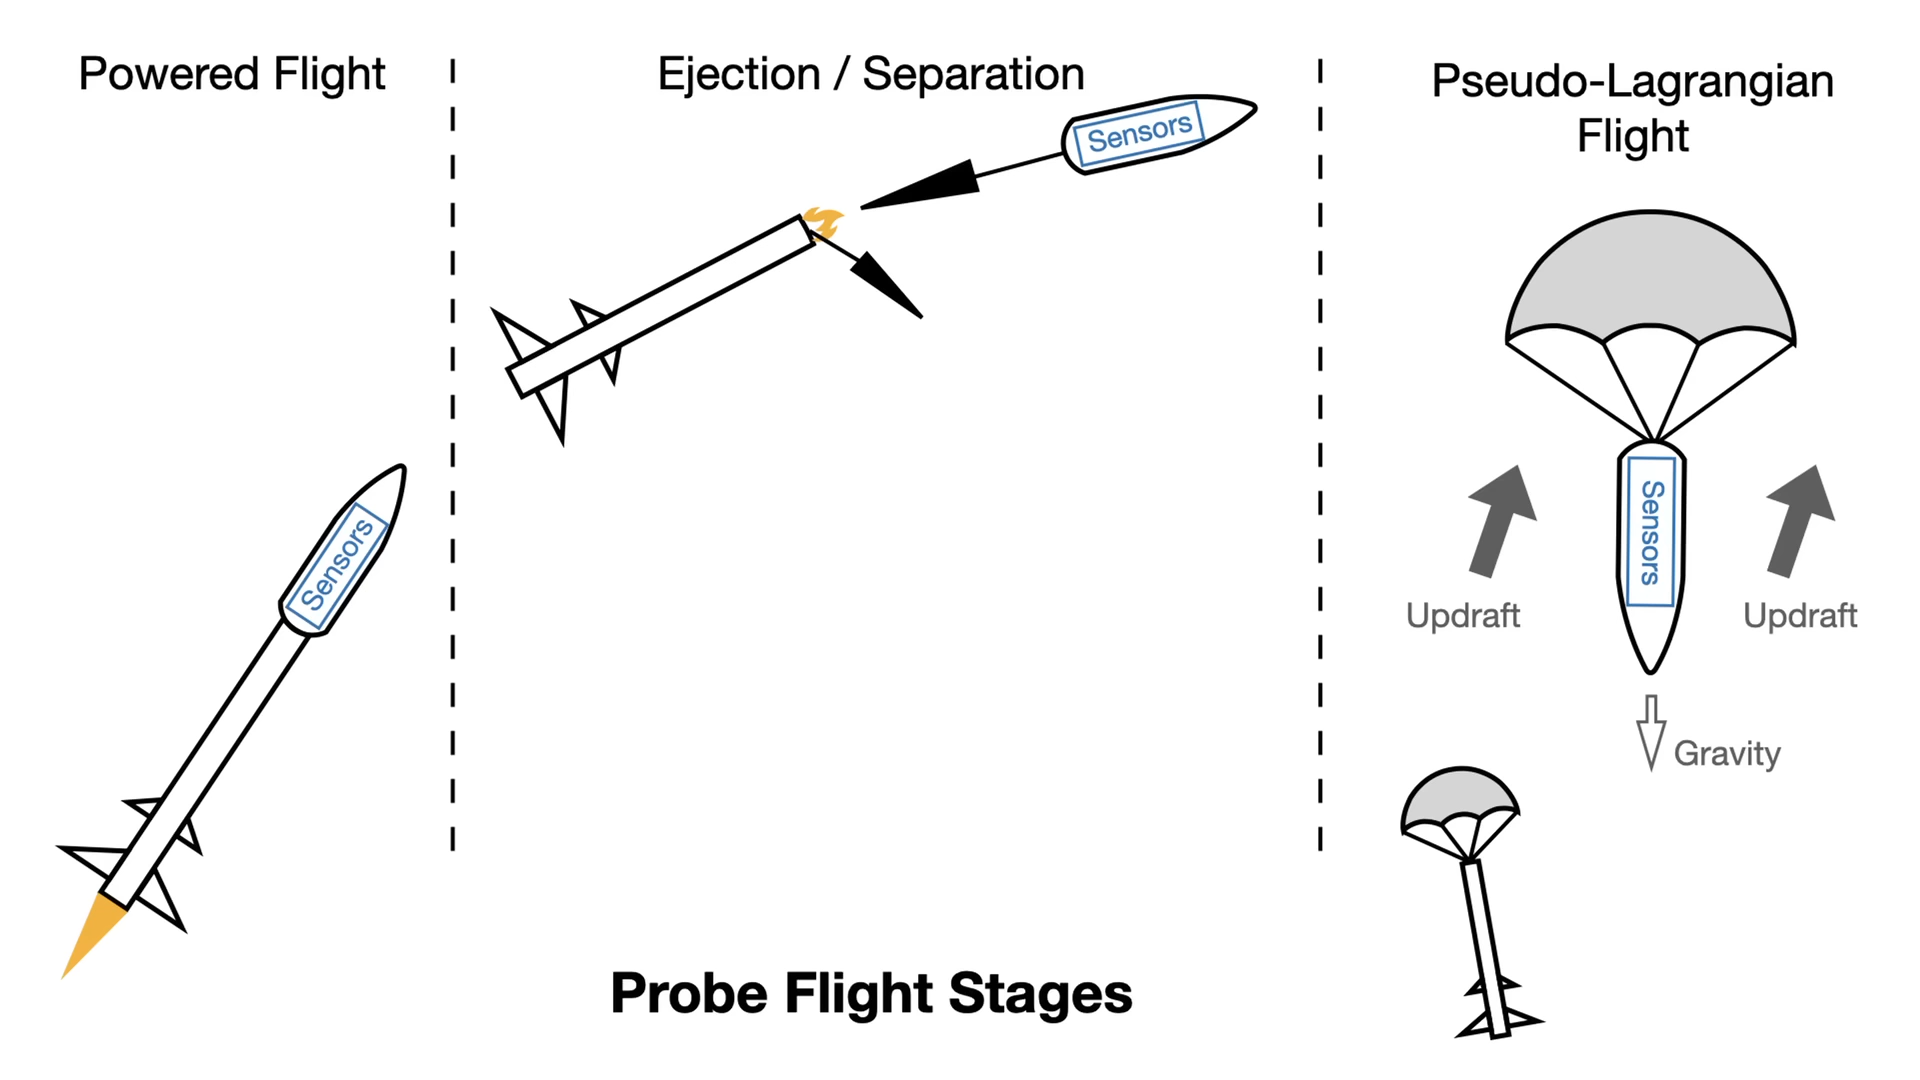 Powered Flight
Ejection / Separation
Pseudo-Lagrangian
Flight
Sensors
Sensors
Sensors
Updraft
Updraft
Gravity
Probe Flight Stages